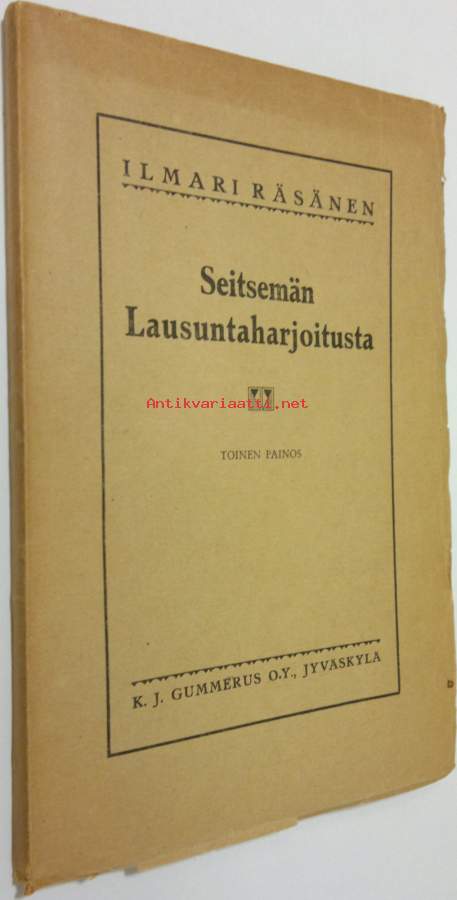 ILMARI RÄSÄNEN
Seitsemän
Lausuntaharjoitusta
Antikvariaatti.net
TOINEN PAINOS
K. J. GUMMERUS O.Y., JYVÄSKYLÄ